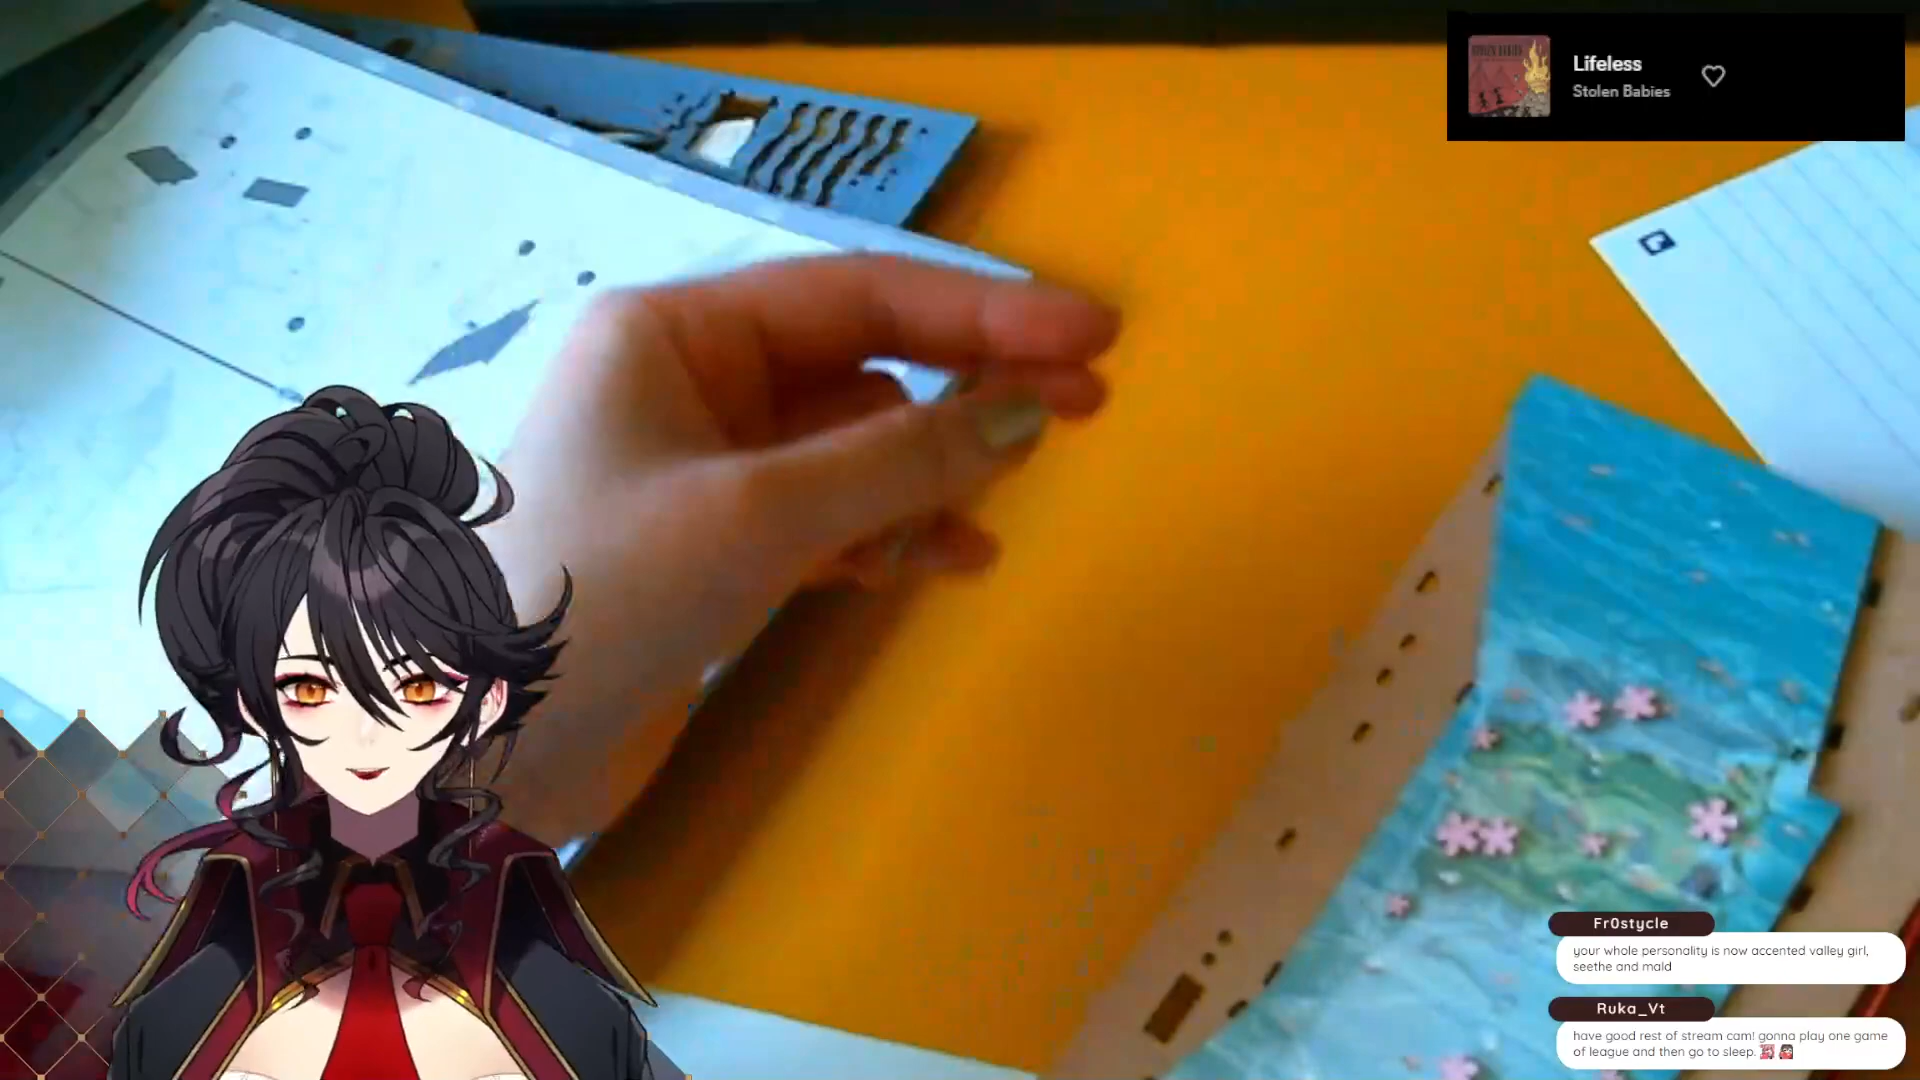 Lifeless
Stolen Babies
Fr0stycle
your whole personality is now accented valley girl,
seethe and mald
Ruka_Vt
have good rest of stream cam! gonna play one game
of league and then go to sleep.